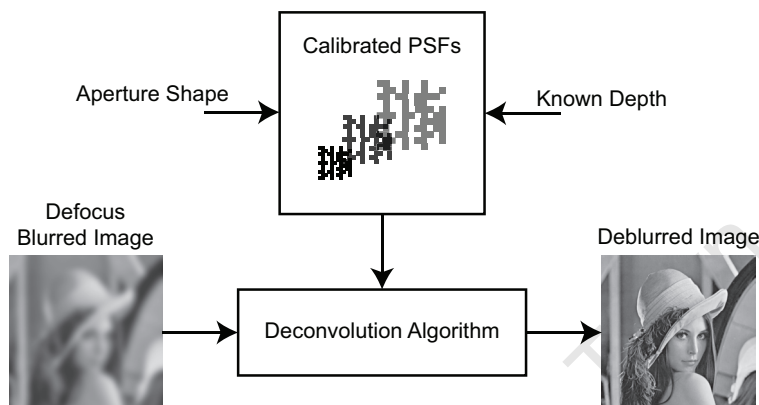 Calibrated PSFs
Aperture Shape
Known Depth
Defocus
Blurred Image
Deblurred Image
Deconvolution Algorithm